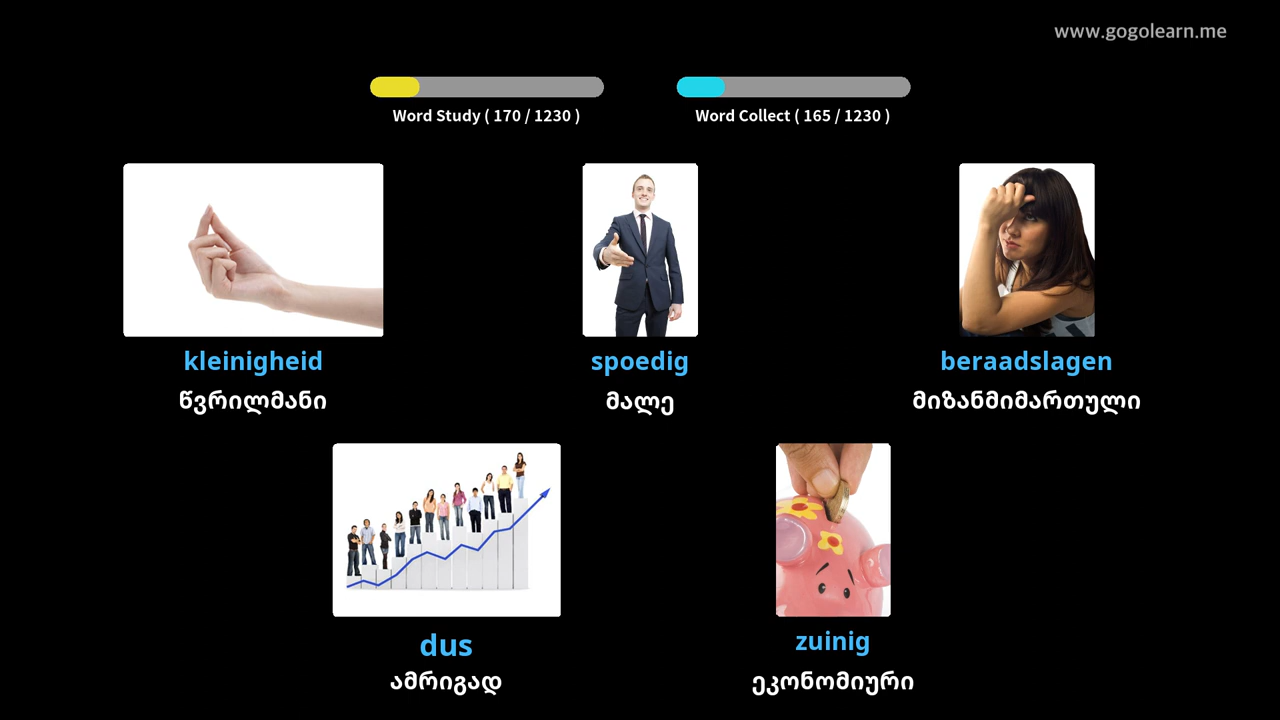 www.gogolearn.me
Word Study ( 170 / 1230 )
Word Collect ( 165 / 1230 )
kleinigheid
spoedig
beraadslagen
წვრილმანი
მალე
მიზანმიმართული
dus
zuinig
ამრიგად
ეკონომიური